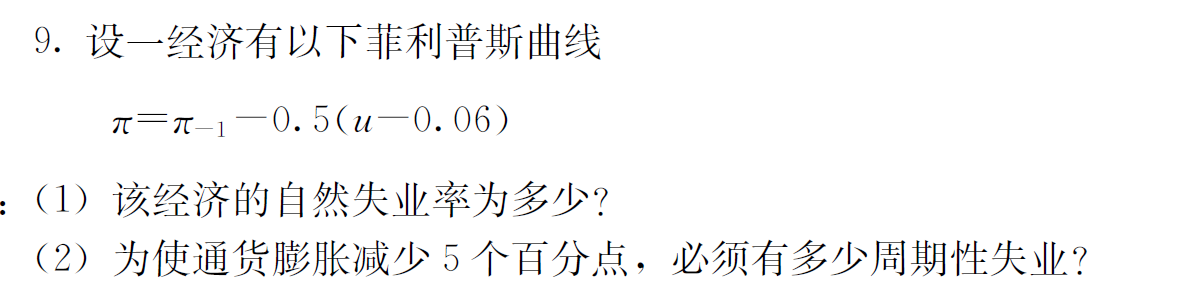 9. 设一经济有以下菲利普斯曲线
π=π₋₁-0.5(u-0.06)
: (1) 该经济的自然失业率为多少?
(2) 为使通货膨胀减少 5 个百分点，必须有多少周期性失业?